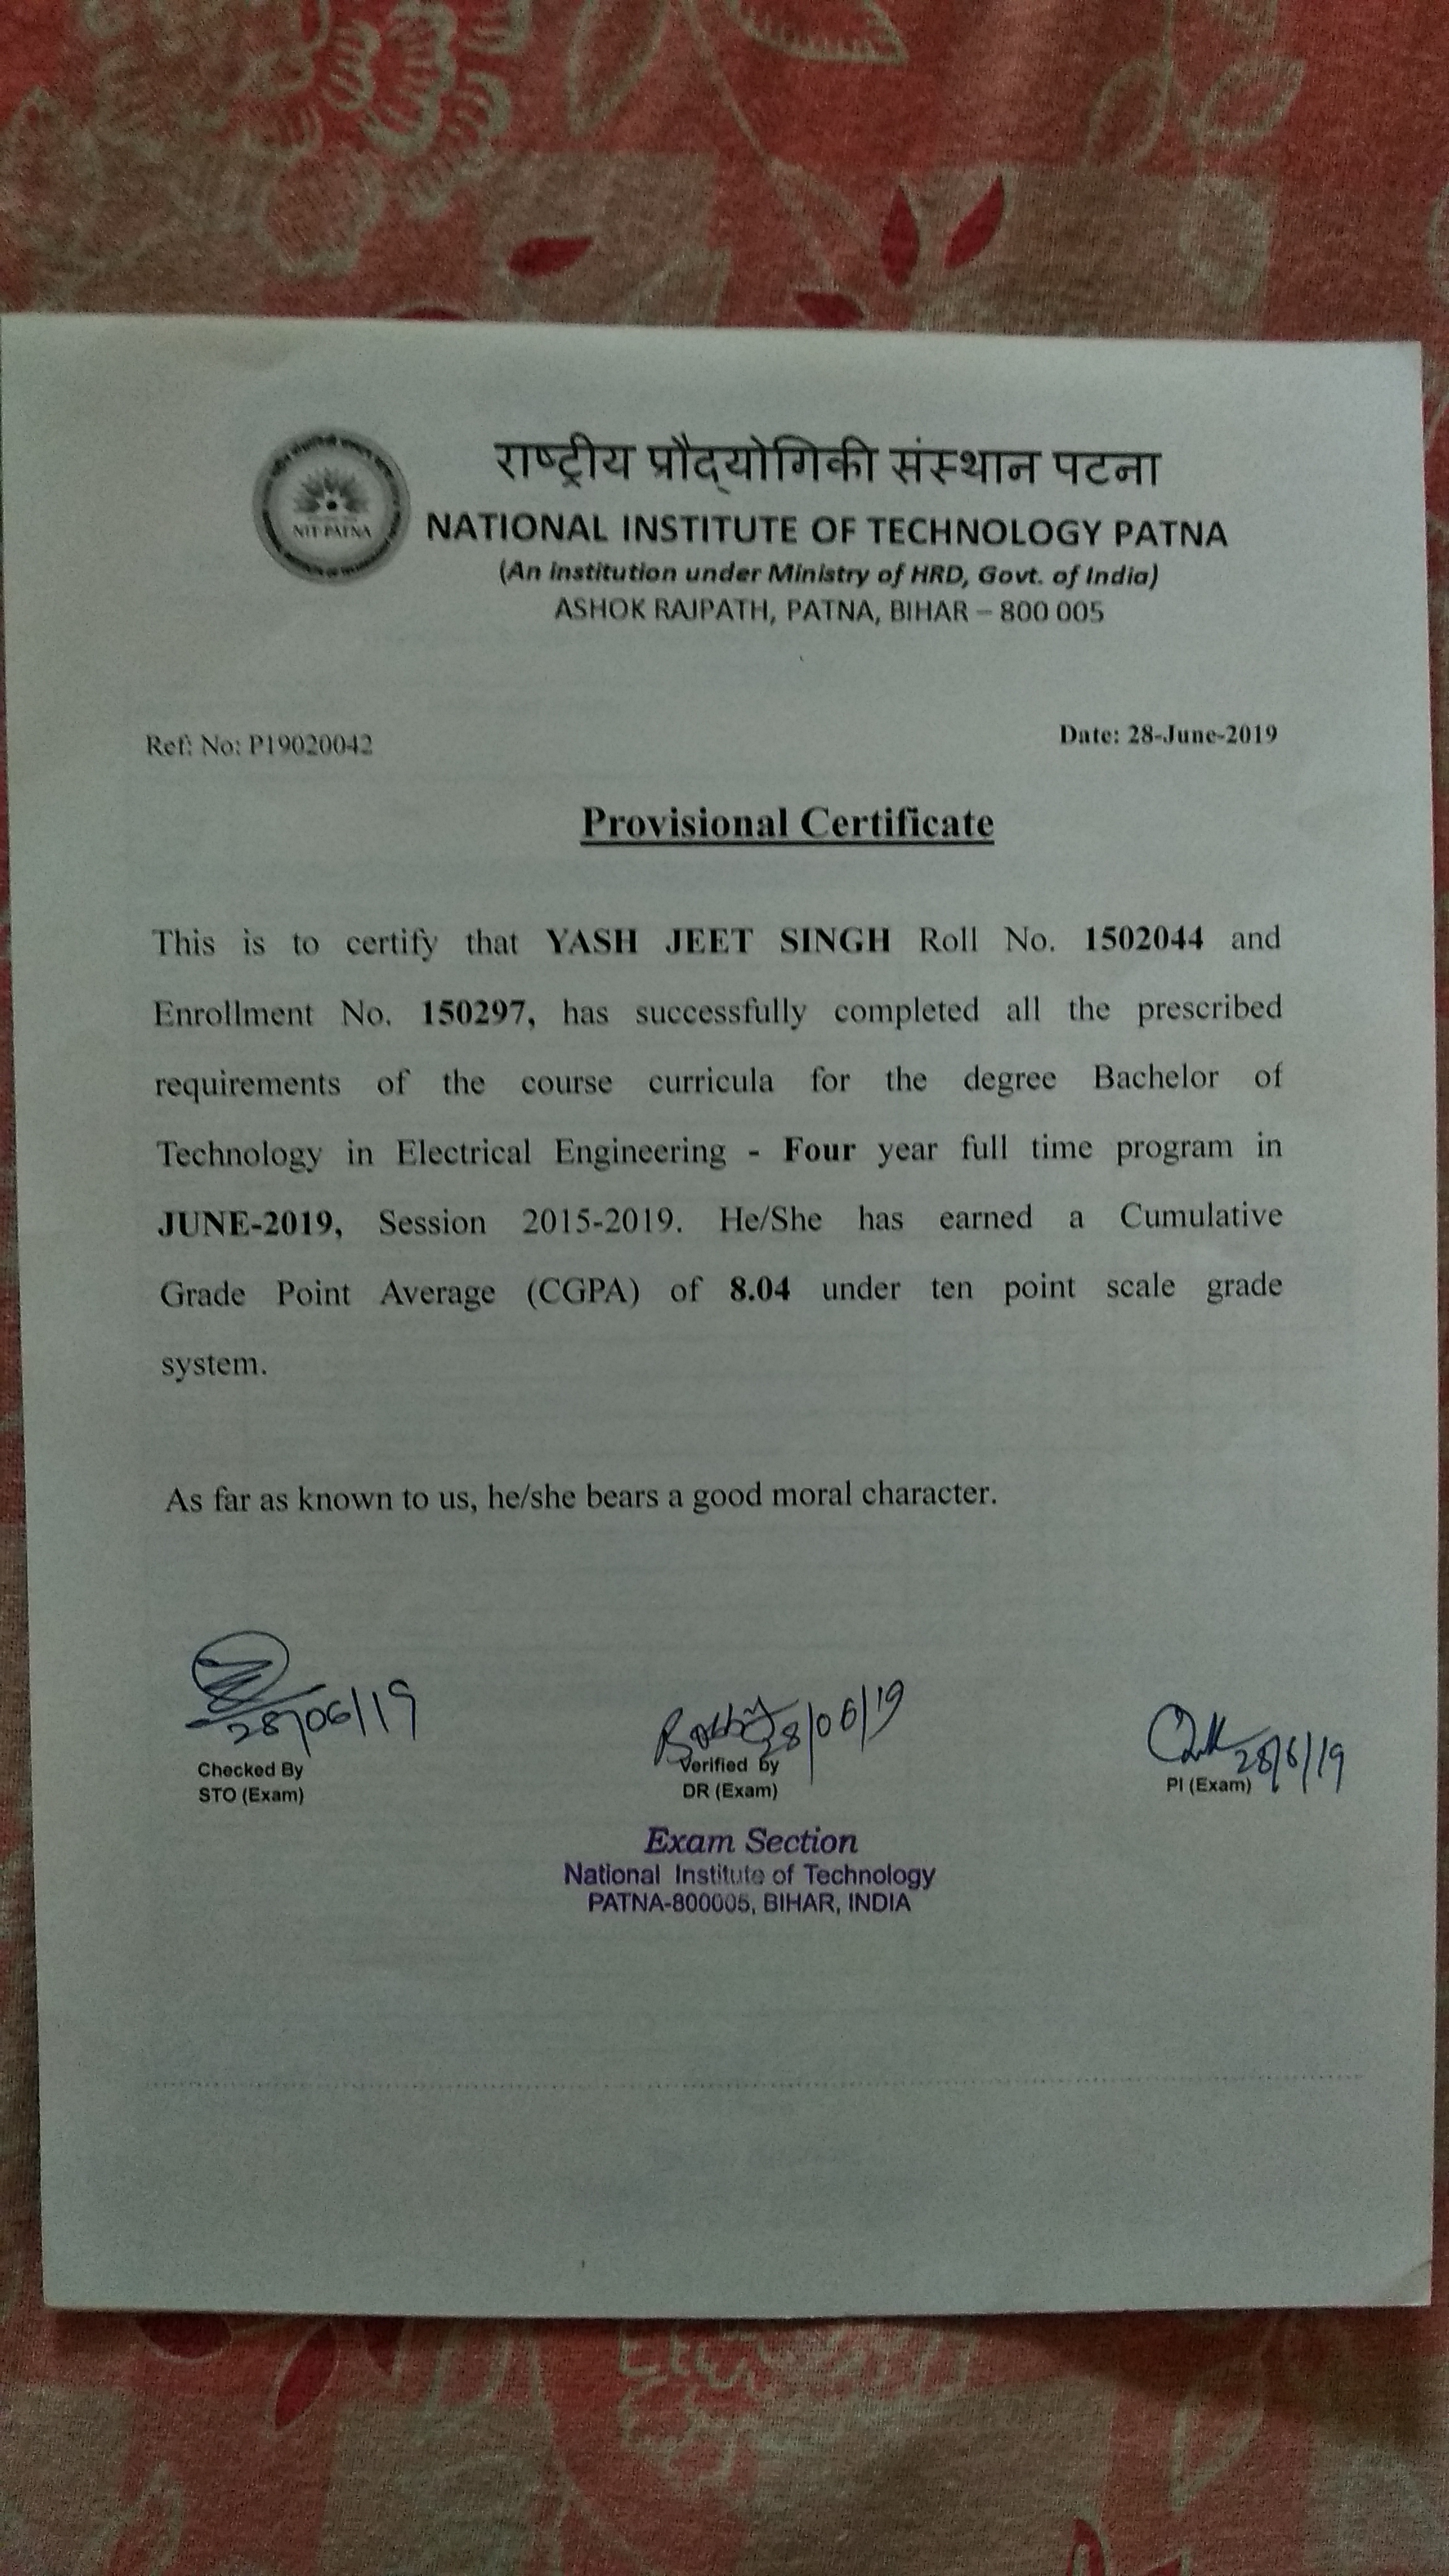 राष्ट्रीय प्रौद्योगिकी संस्थान पटना
NIT PATNA
NATIONAL INSTITUTE OF TECHNOLOGY PATNA
(An institution under Ministry of HRD, Govt. of India)
ASHOK RAJPATH, PATNA, BIHAR – 800 005
Ref: No: P19020042
Date: 28-June-2019
Provisional Certificate
This is to certify that YASH JEET SINGH Roll No. 1502044 and
Enrollment No. 150297, has successfully completed all the prescribed
requirements of the course curricula for the degree Bachelor of
Technology in Electrical Engineering - Four year full time program in
JUNE-2019, Session 2015-2019. He/She has earned a Cumulative
Grade Point Average (CGPA) of 8.04 under ten point scale grade
system.
As far as known to us, he/she bears a good moral character.
28/06/19
28/06/19
28/6/19
Checked By
STO (Exam)
Verified by
DR (Exam)
PI (Exam)
Exam Section
National Institute of Technology
PATNA-800005, BIHAR, INDIA